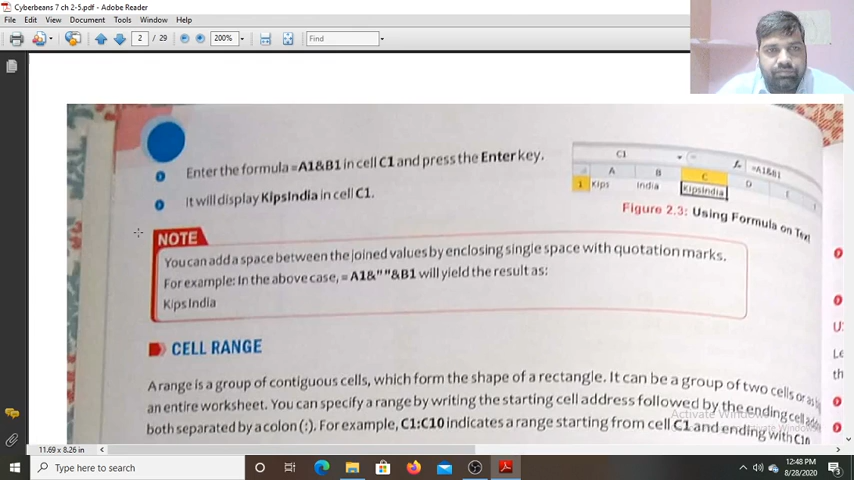 Cyberbeans 7 ch 2-5.pdf - Adobe Reader
File Edit View Document Tools Window Help
2 / 29 200% Find
Enter the formula =A1&B1 in cell C1 and press the Enter key.
It will display KipsIndia in cell C1.
C1 fx =A1&B1
A B C D E
1 Kips India KipsIndia
Figure 2.3: Using Formula on Text
NOTE
You can add a space between the joined values by enclosing single space with quotation marks.
For example: In the above case, = A1&" "&B1 will yield the result as:
Kips India
CELL RANGE
A range is a group of contiguous cells, which form the shape of a rectangle. It can be a group of two cells or as
an entire worksheet. You can specify a range by writing the starting cell address followed by the ending cell
both separated by a colon (:). For example, C1:C10 indicates a range starting from cell C1 and ending with C10
Le
th
Activate Windows
11.69 x 8.26 in
Type here to search
12:48 PM
8/28/2020
3